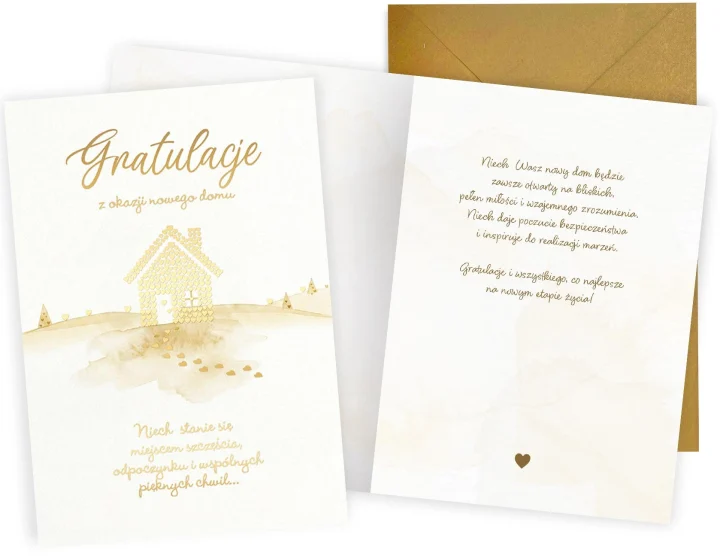 Gratulacje
z okazji nowego domu
Niech stanie się
miejscem szczęścia,
odpoczynku i wspólnych
pięknych chwil...
Niech Wasz nowy dom będzie
zawsze otwarty na bliskich,
pełen miłości i wzajemnego zrozumienia.
Niech daje poczucie bezpieczeństwa
i inspiruje do realizacji marzeń.
Gratulacje i wszystkiego, co najlepsze
na nowym etapie życia!